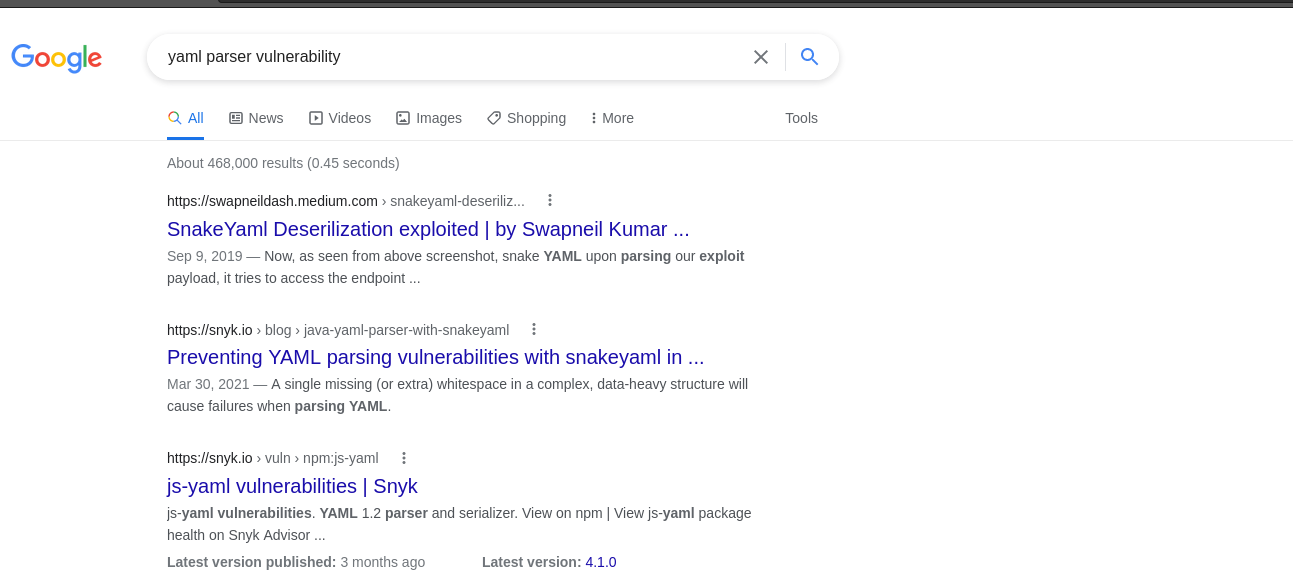 Google
yaml parser vulnerability
All News Videos Images Shopping More Tools
About 468,000 results (0.45 seconds)
https://swapneildash.medium.com › snakeyaml-deseriliz...
SnakeYaml Deserilization exploited | by Swapneil Kumar ...
Sep 9, 2019 — Now, as seen from above screenshot, snake YAML upon parsing our exploit
payload, it tries to access the endpoint ...
https://snyk.io › blog › java-yaml-parser-with-snakeyaml
Preventing YAML parsing vulnerabilities with snakeyaml in ...
Mar 30, 2021 — A single missing (or extra) whitespace in a complex, data-heavy structure will
cause failures when parsing YAML.
https://snyk.io › vuln › npm:js-yaml
js-yaml vulnerabilities | Snyk
js-yaml vulnerabilities. YAML 1.2 parser and serializer. View on npm | View js-yaml package
health on Snyk Advisor ...
Latest version published: 3 months ago Latest version: 4.1.0